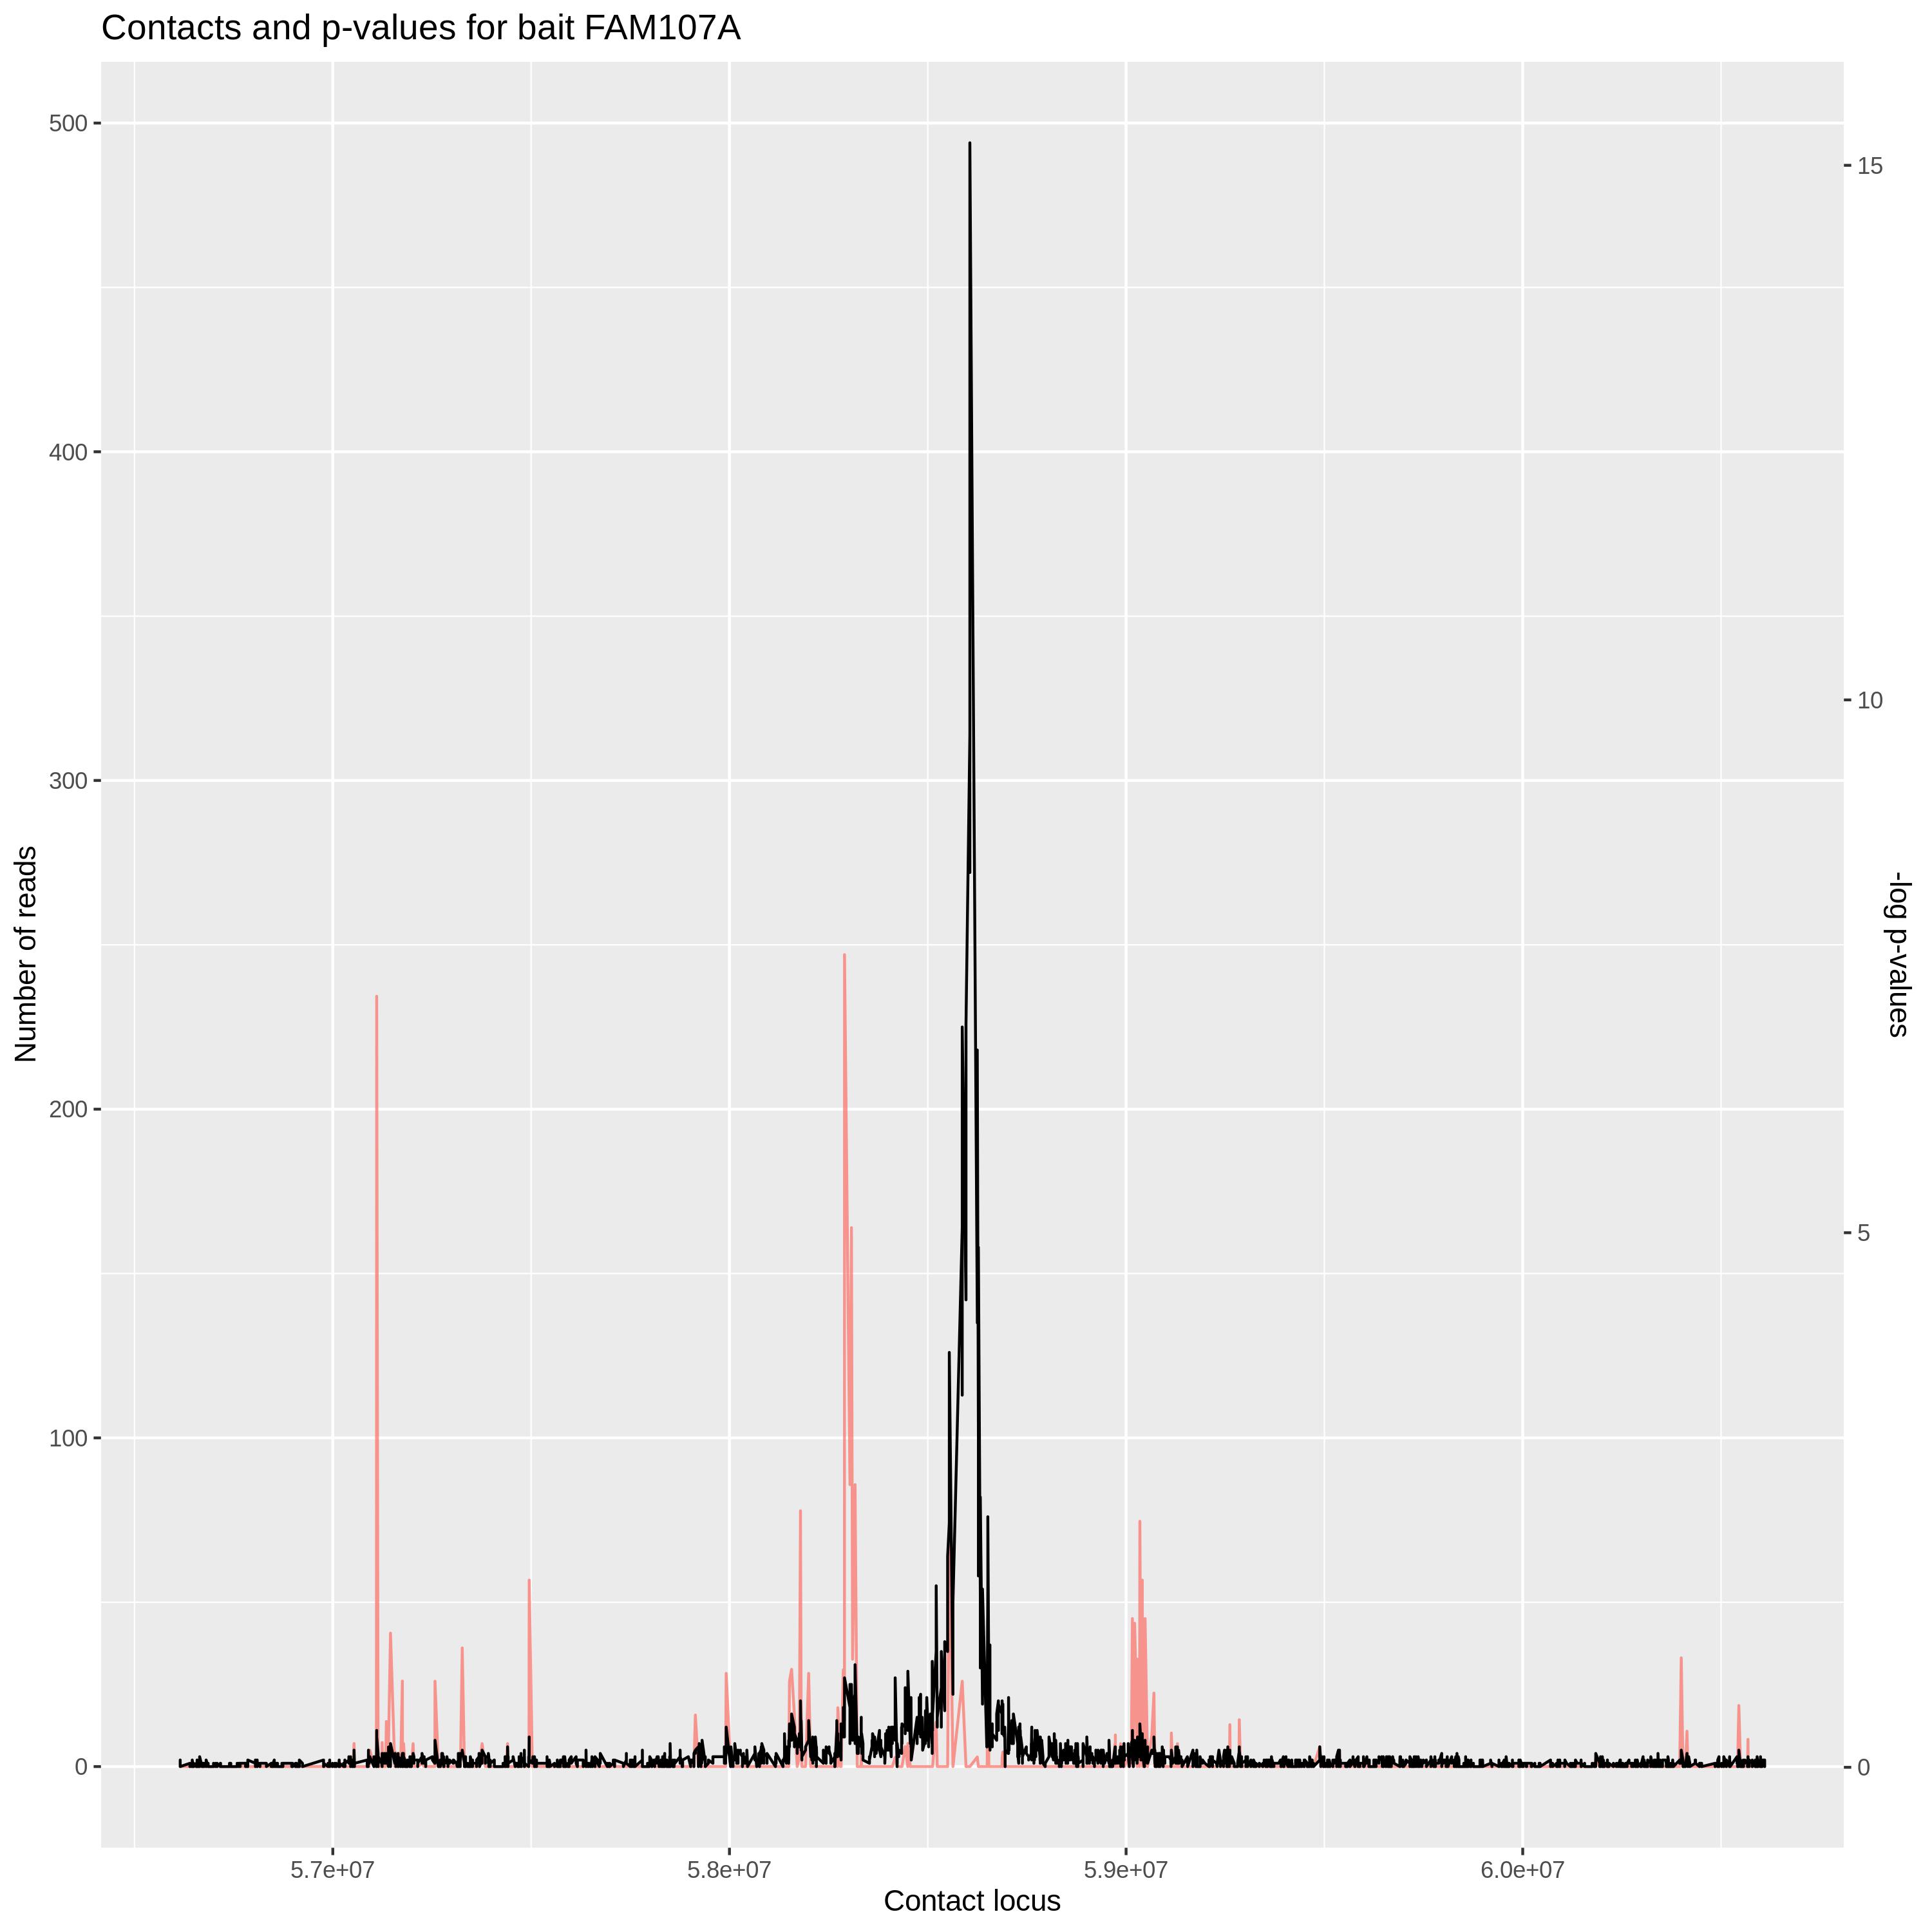 Contacts and p-values for bait FAM107A
500
400
300
200
100
0
Number of reads
15
10
5
0
-log p-values
5.7e+07
5.8e+07
5.9e+07
6.0e+07
Contact locus